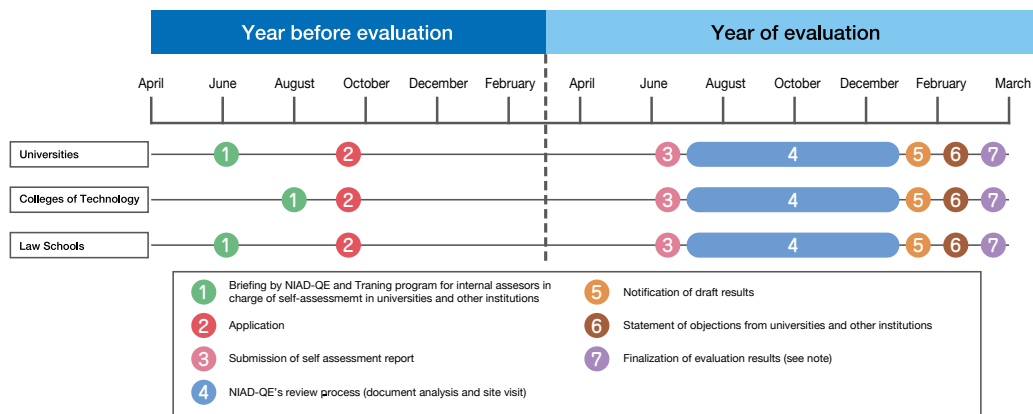 Year before evaluation
Year of evaluation
April June August October December February April June August October December February March
Universities 1 2 3 4 5 6 7
Colleges of Technology 1 2 3 4 5 6 7
Law Schools 1 2 3 4 5 6 7
1 Briefing by NIAD-QE and Traning program for internal assesors in
charge of self-assessment in universities and other institutions
2 Application
3 Submission of self assessment report
4 NIAD-QE's review process (document analysis and site visit)
5 Notification of draft results
6 Statement of objections from universities and other institutions
7 Finalization of evaluation results (see note)